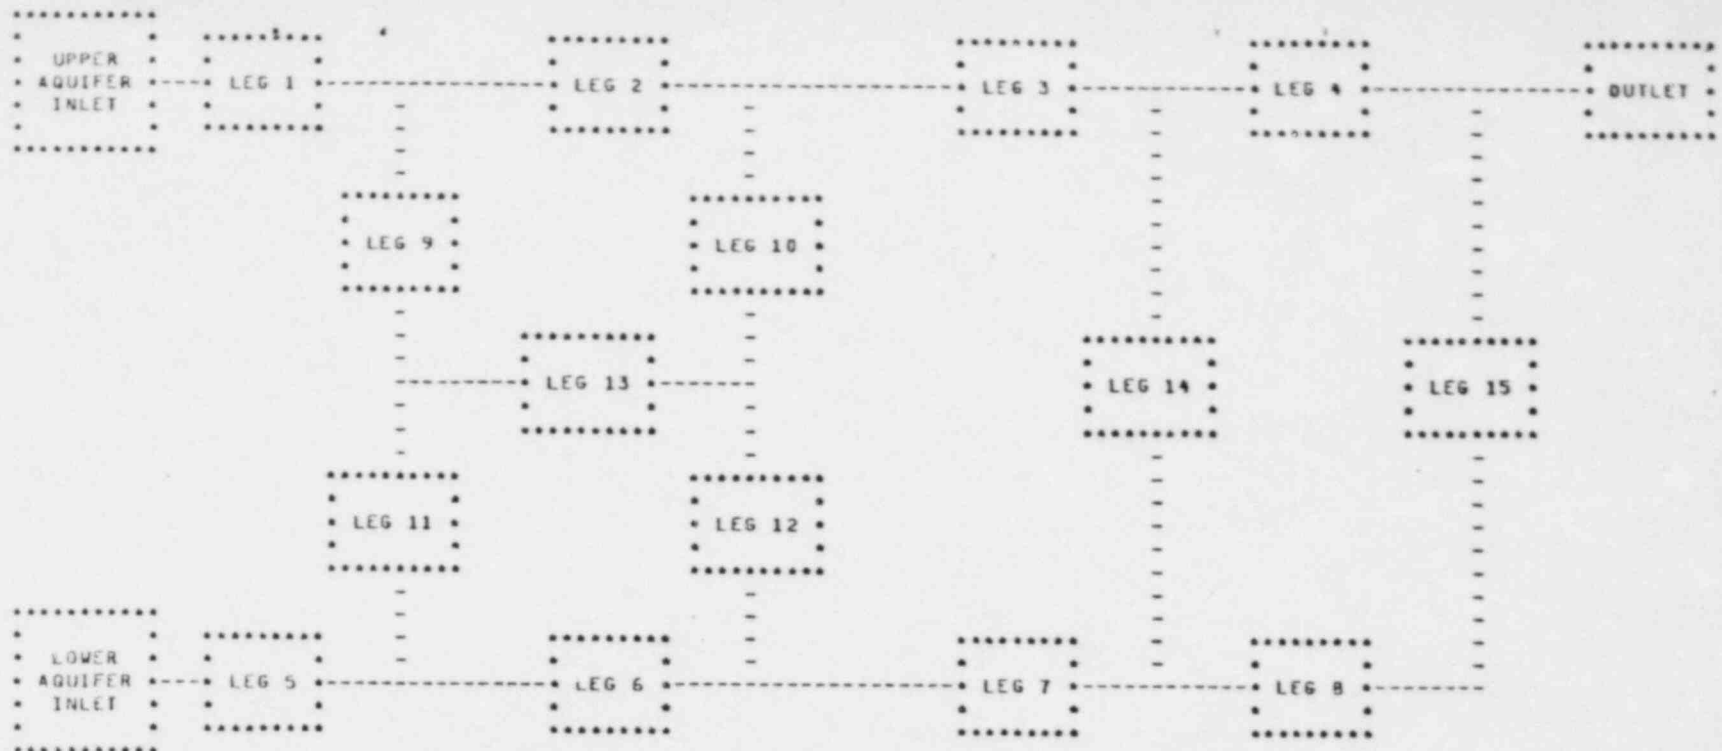 UPPER
AQUIFER
INLET
LEG 1
LEG 2
LEG 3
LEG 4
OUTLET
LEG 9
LEG 10
LEG 13
LEG 14
LEG 15
LEG 11
LEG 12
LOWER
AQUIFER
INLET
LEG 5
LEG 6
LEG 7
LEG 8